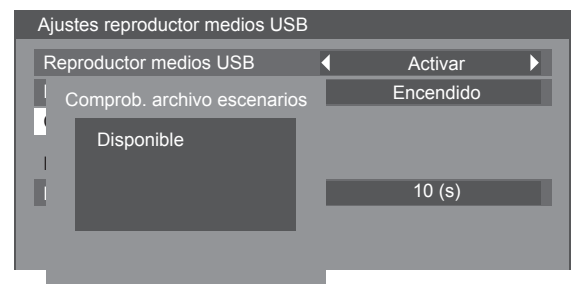 Ajustes reproductor medios USB
Reproductor medios USB Activar
Encendido
Comprob. archivo escenarios
Disponible
10 (s)